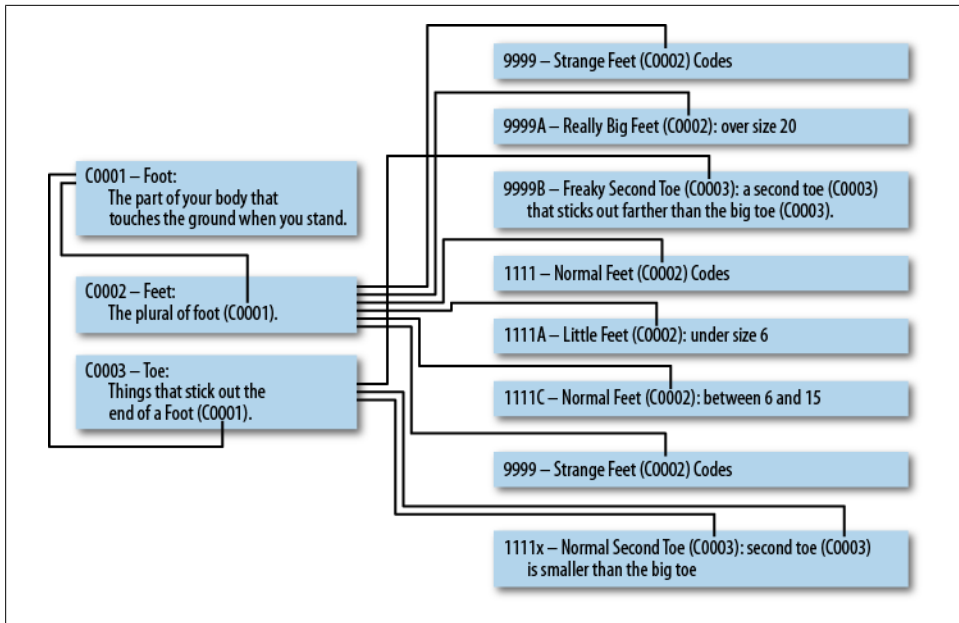 C0001 – Foot:
The part of your body that
touches the ground when you stand.
C0002 – Feet:
The plural of foot (C0001).
C0003 – Toe:
Things that stick out the
end of a Foot (C0001).
9999 – Strange Feet (C0002) Codes
9999A – Really Big Feet (C0002): over size 20
9999B – Freaky Second Toe (C0003): a second toe (C0003)
that sticks out farther than the big toe (C0003).
1111 – Normal Feet (C0002) Codes
1111A – Little Feet (C0002): under size 6
1111C – Normal Feet (C0002): between 6 and 15
9999 – Strange Feet (C0002) Codes
1111x – Normal Second Toe (C0003): second toe (C0003)
is smaller than the big toe